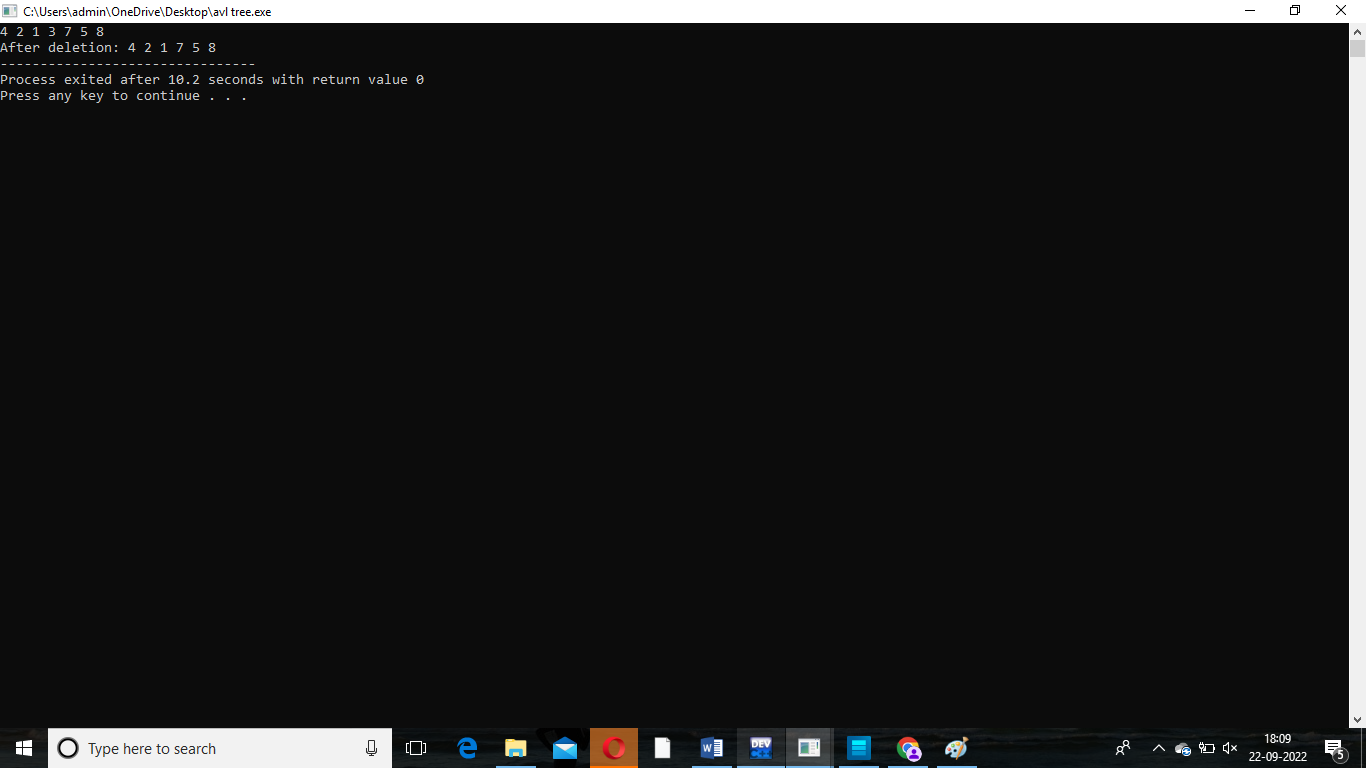 C:\Users\admin\OneDrive\Desktop\avl tree.exe
4 2 1 3 7 5 8
After deletion: 4 2 1 7 5 8
--------------------------------
Process exited after 10.2 seconds with return value 0
Press any key to continue . . .
Type here to search
DEV
18:09
22-09-2022
5